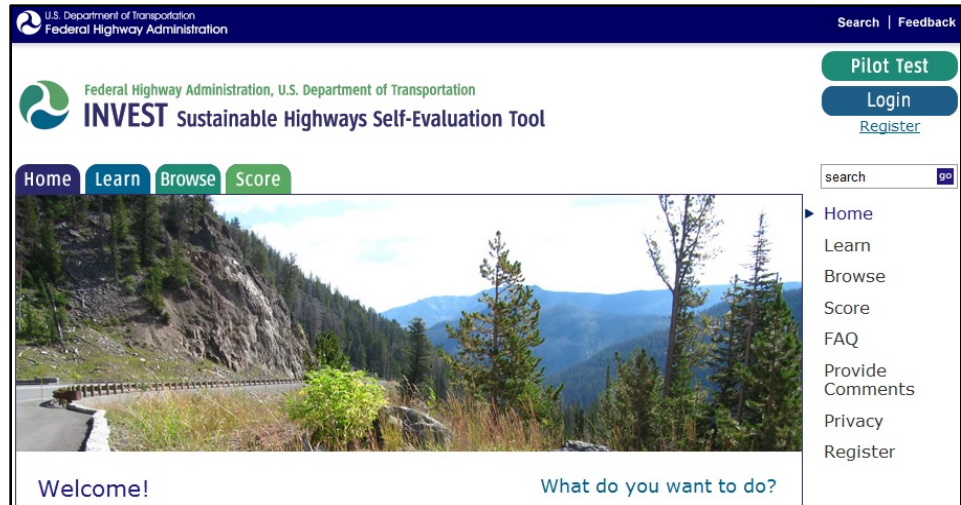 U.S. Department of Transportation
Federal Highway Administration
Search | Feedback
Federal Highway Administration, U.S. Department of Transportation
INVEST Sustainable Highways Self-Evaluation Tool
Pilot Test
Login
Register
Home Learn Browse Score
search go
Home
Learn
Browse
Score
FAQ
Provide
Comments
Privacy
Register
Welcome!
What do you want to do?